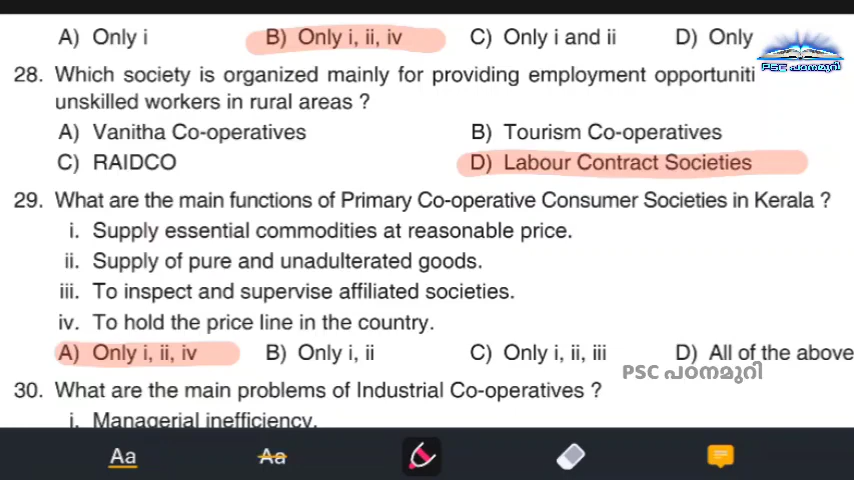 A) Only i B) Only i, ii, iv C) Only i and ii D) Only
PSC പഠനമുറി
28. Which society is organized mainly for providing employment opportuniti
unskilled workers in rural areas ?
A) Vanitha Co-operatives B) Tourism Co-operatives
C) RAIDCO D) Labour Contract Societies
29. What are the main functions of Primary Co-operative Consumer Societies in Kerala ?
i. Supply essential commodities at reasonable price.
ii. Supply of pure and unadulterated goods.
iii. To inspect and supervise affiliated societies.
iv. To hold the price line in the country.
A) Only i, ii, iv B) Only i, ii C) Only i, ii, iii D) All of the above
PSC പഠനമുറി
30. What are the main problems of Industrial Co-operatives ?
i. Managerial inefficiency.
Aa Aa